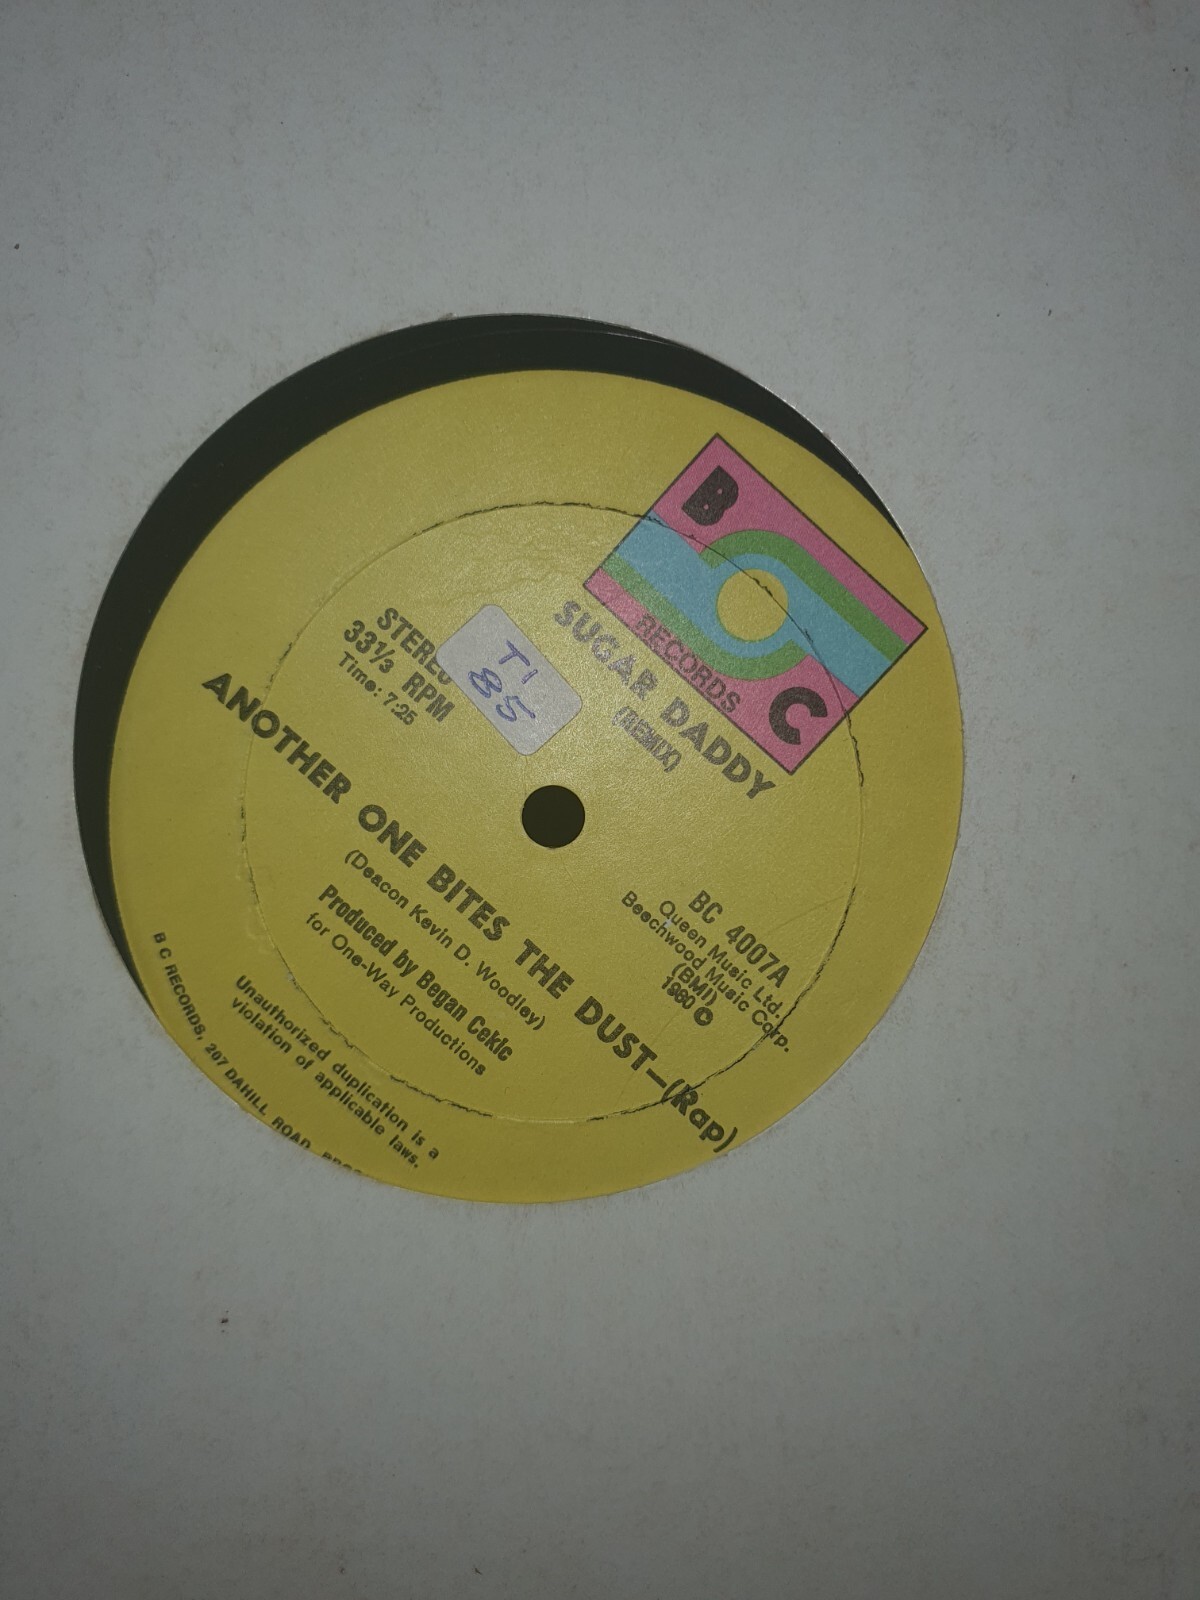 B
C
RECORDS
SUGAR DADDY
(REMIX)
STEREO
33⅓ RPM
Time: 7:25
T1
85
ANOTHER ONE BITES THE DUST—(Rap)
(Deacon Kevin D. Woodley)
Produced by Began Cekic
for One-Way Productions
BC 4007A
Queen Music Ltd.
Beechwood Music Corp.
(BMI)
1980 ©
Unauthorized duplication is a
violation of applicable laws.
B C RECORDS, 267 DAHILL ROAD,